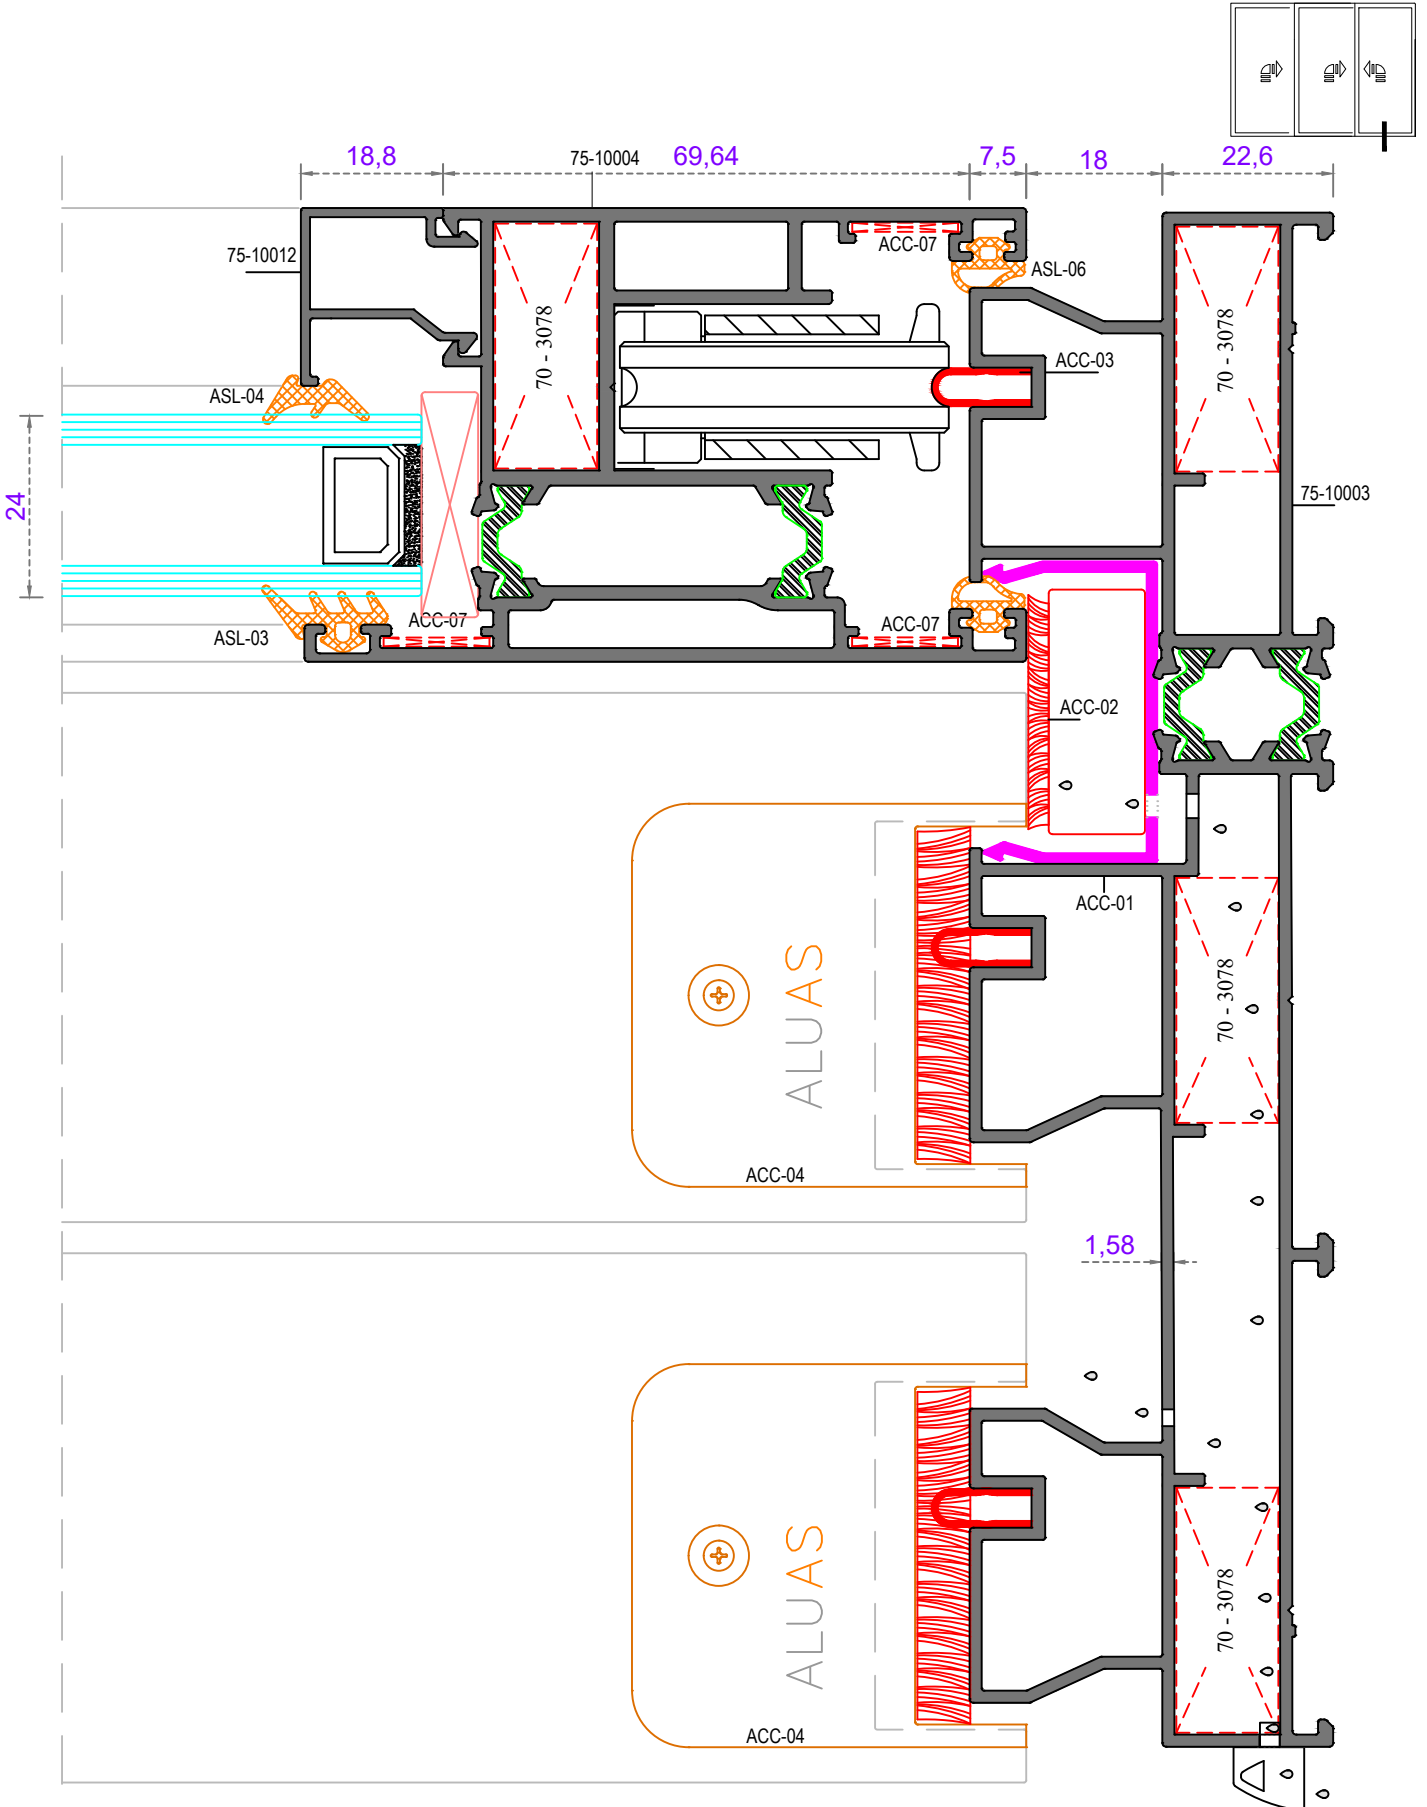 18,8
75-10004
69,64
7,5
18
22,6
75-10012
ACC-07
ASL-06
70 - 3078
70 - 3078
ACC-03
ASL-04
24
75-10003
ASL-03
ACC-07
ACC-07
ACC-02
ACC-01
ALUAS
70 - 3078
ACC-04
1,58
ALUAS
70 - 3078
ACC-04